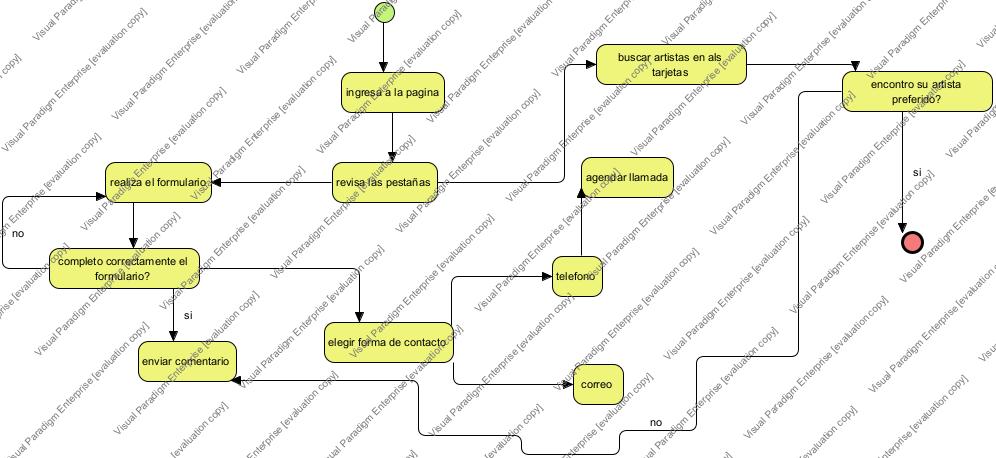 buscar artistas en als
tarjetas
ingresa a la pagina
encontro su artista
preferido?
realiza el formulario
revisa las pestañas
agendar llamada
si
no
completo correctamente el
formulario?
telefono
si
elegir forma de contacto
enviar comentario
correo
no
Visual Paradigm Enterprise [evaluation copy]